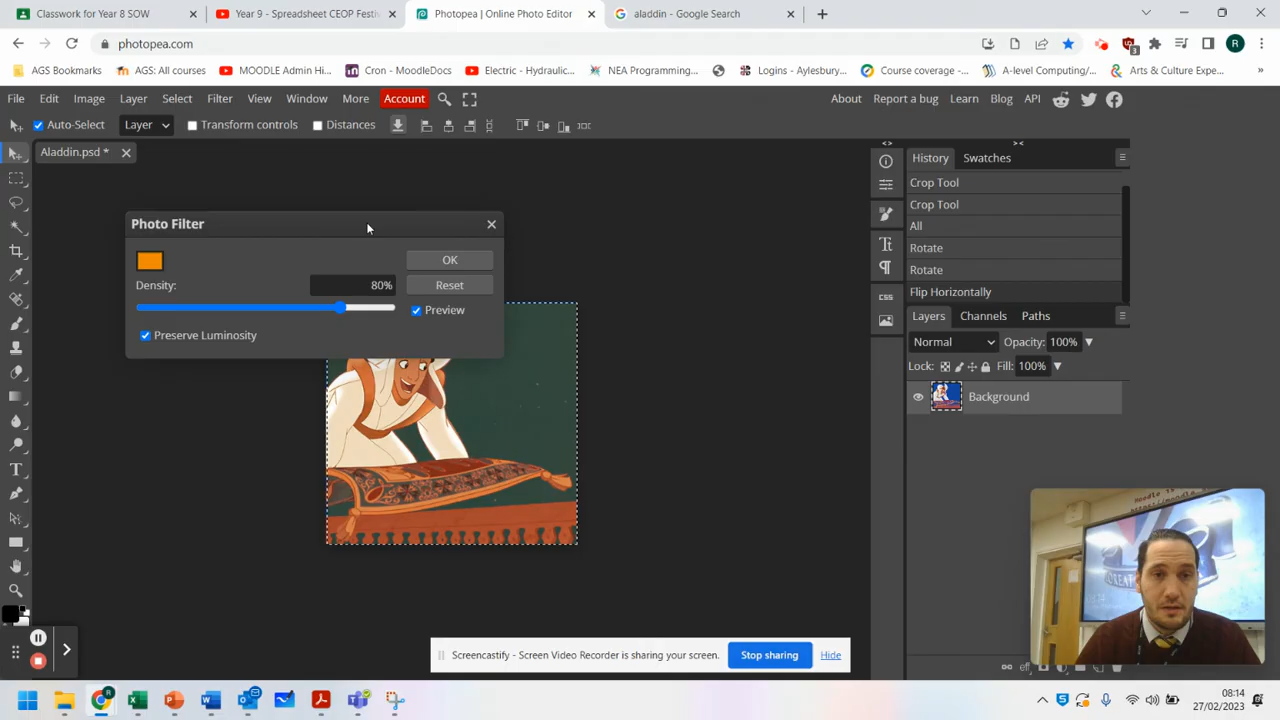 Classwork for Year 8 SOW
Year 9 - Spreadsheet CEOP Festi
Photopea | Online Photo Editor
aladdin - Google Search
photopea.com
3
R
AGS Bookmarks
AGS: All courses
MOODLE Admin Hi...
Cron - MoodleDocs
Electric - Hydraulic...
NEA Programming...
Logins - Aylesbury...
Course coverage -...
A-level Computing/...
Arts & Culture Expe...
File Edit Image Layer Select Filter View Window More Account
About Report a bug Learn Blog API
Auto-Select Layer Transform controls Distances
Aladdin.psd *
Photo Filter
OK
Density: 80% Reset
Preview
Preserve Luminosity
History Swatches
Crop Tool
Crop Tool
All
Rotate
Rotate
Flip Horizontally
CSS
Layers Channels Paths
Normal Opacity: 100%
Lock: Fill: 100%
Background
Screencastify - Screen Video Recorder is sharing your screen. Stop sharing Hide
08:14
27/02/2023